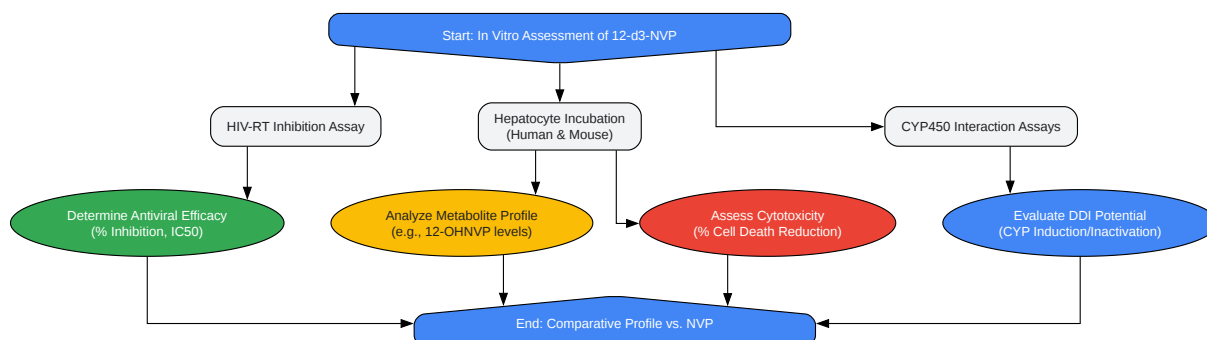 Start: In Vitro Assessment of 12-d3-NVP
HIV-RT Inhibition Assay
Hepatocyte Incubation
(Human & Mouse)
CYP450 Interaction Assays
Determine Antiviral Efficacy
(% Inhibition, IC50)
Analyze Metabolite Profile
(e.g., 12-OHNVP levels)
Assess Cytotoxicity
(% Cell Death Reduction)
Evaluate DDI Potential
(CYP Induction/Inactivation)
End: Comparative Profile vs. NVP